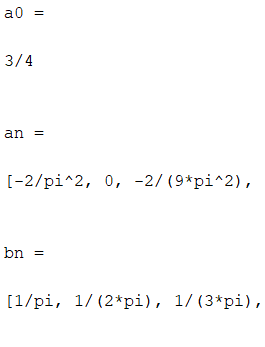 a0 =
3/4
an =
[-2/pi^2, 0, -2/(9*pi^2),
bn =
[1/pi, 1/(2*pi), 1/(3*pi),